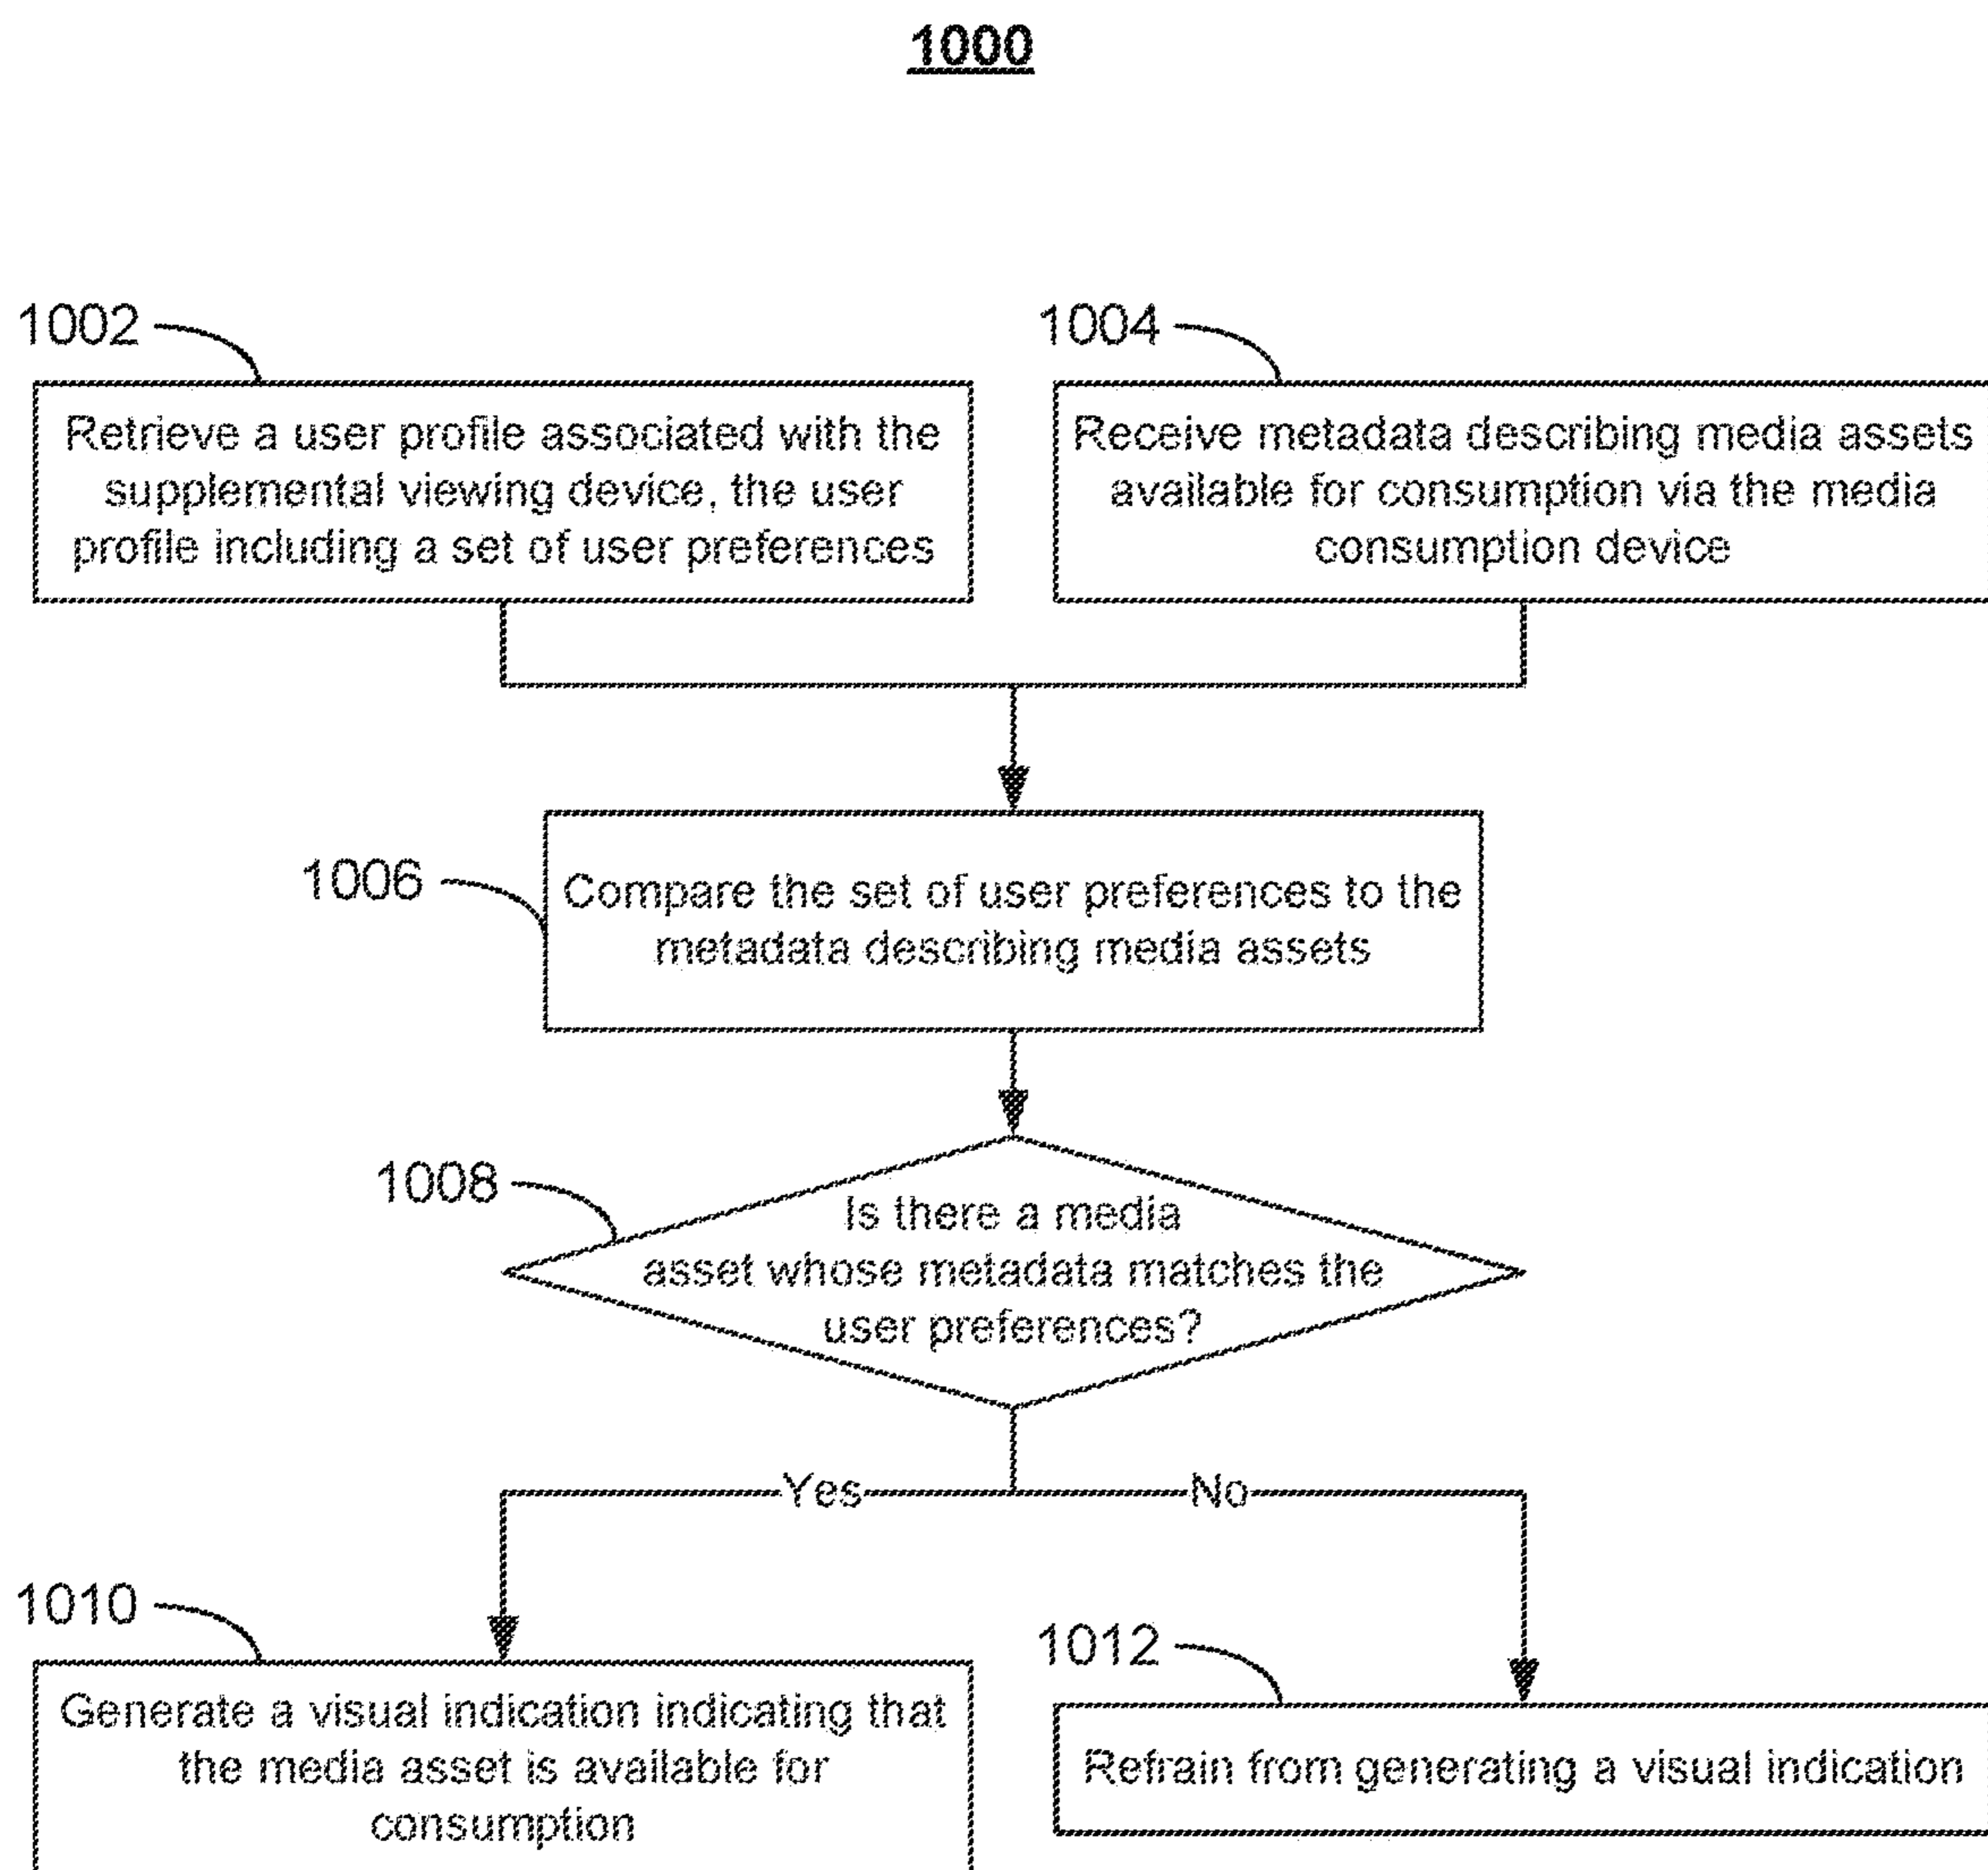 1000
1002
Retrieve a user profile associated with the
supplemental viewing device, the user
profile including a set of user preferences
1004
Receive metadata describing media assets
available for consumption via the media
consumption device
1006
Compare the set of user preferences to the
metadata describing media assets
1008
Is there a media
asset whose metadata matches the
user preferences?
Yes
No
1010
Generate a visual indication indicating that
the media asset is available for
consumption
1012
Refrain from generating a visual indication